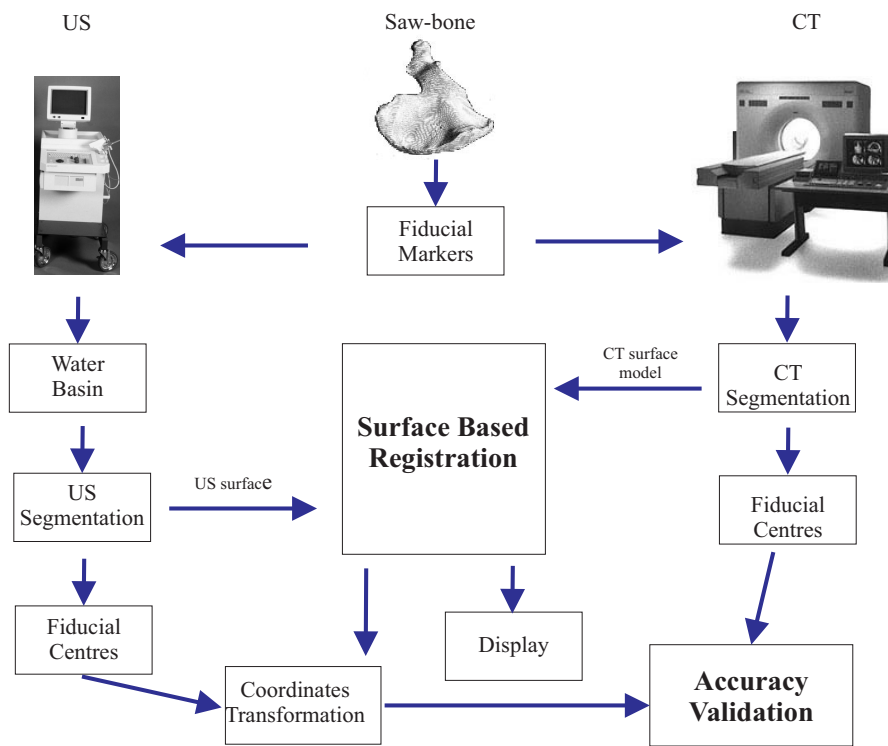 US
Saw-bone
CT
Fiducial
Markers
Water
Basin
CT surface
model
CT
Segmentation
Surface Based
Registration
US
Segmentation
US surface
Fiducial
Centres
Fiducial
Centres
Display
Coordinates
Transformation
Accuracy
Validation